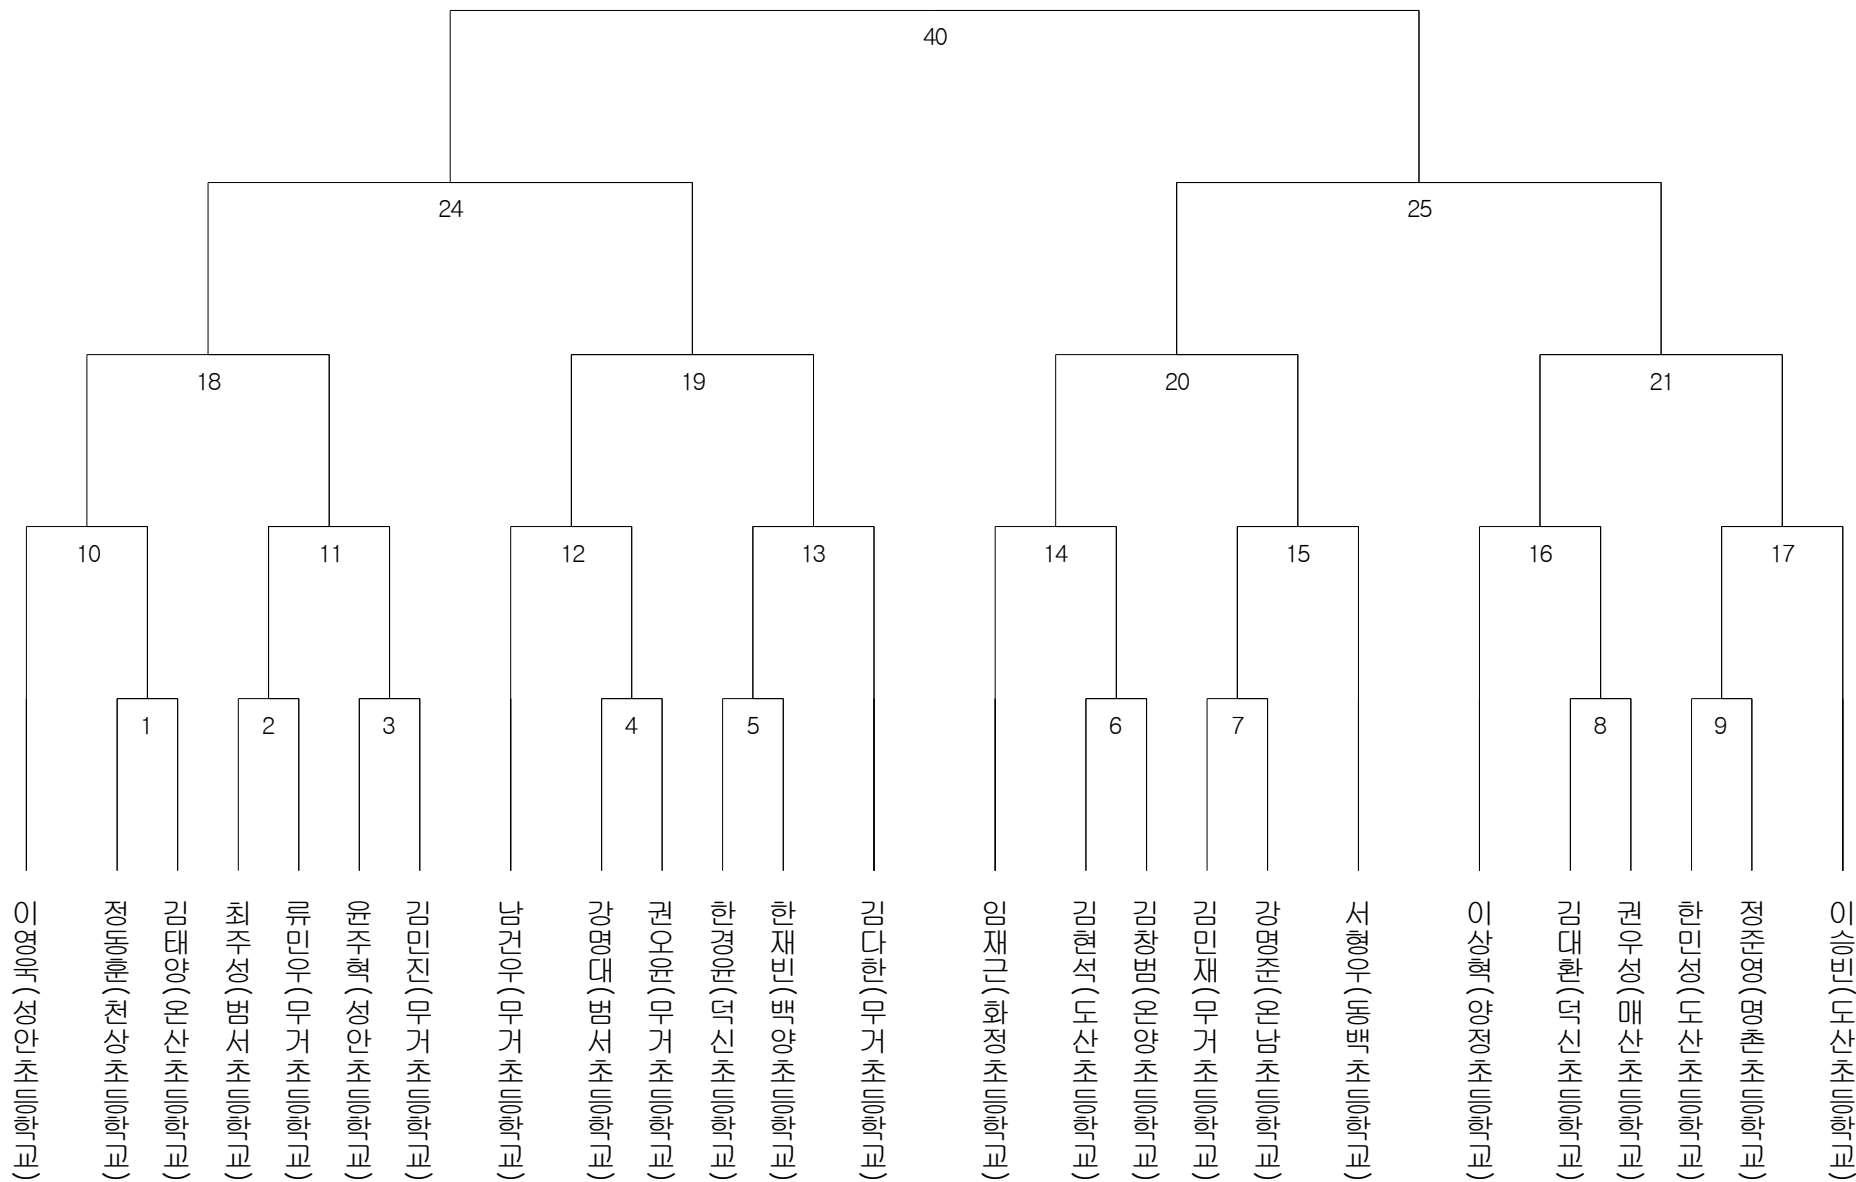 40
24
25
18
19
20
21
10
11
12
13
14
15
16
17
1
2
3
4
5
6
7
8
9
이영욱(성안초등학교)
정동훈(천상초등학교)
김태양(온산초등학교)
최주성(범서초등학교)
류민우(무거초등학교)
윤주혁(성안초등학교)
김민진(무거초등학교)
남건우(무거초등학교)
강명대(범서초등학교)
권오윤(무거초등학교)
한경윤(덕신초등학교)
한재빈(백양초등학교)
김다한(무거초등학교)
임재근(화정초등학교)
김현석(도산초등학교)
김창범(온양초등학교)
김민재(무거초등학교)
강명준(온남초등학교)
서형우(동백초등학교)
이상혁(양정초등학교)
김대환(덕신초등학교)
권우성(매산초등학교)
한민성(도산초등학교)
정준영(명촌초등학교)
이승빈(도산초등학교)